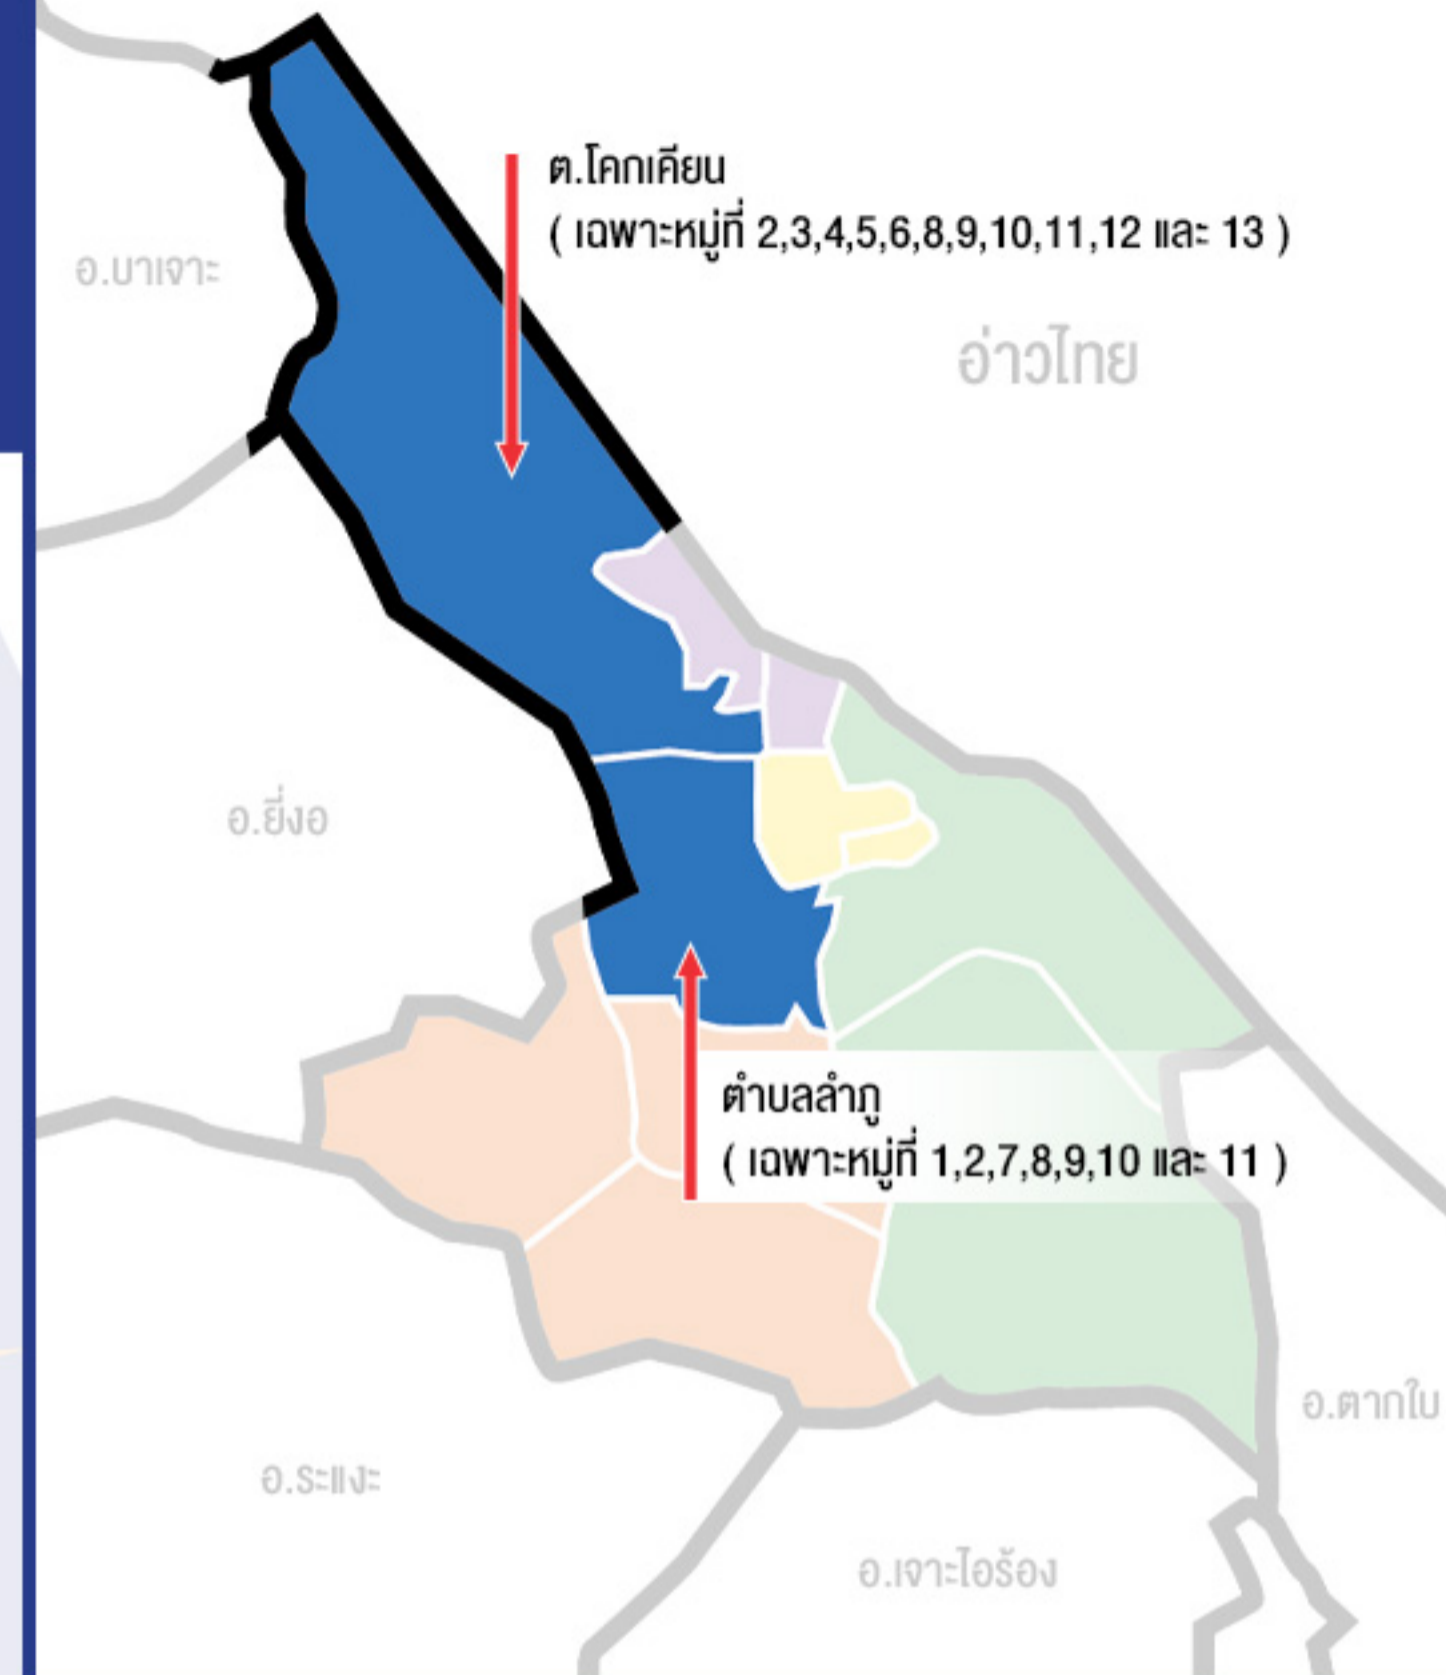 ต.โคกเคียน
( เฉพาะหมู่ที่ 2,3,4,5,6,8,9,10,11,12 และ 13 )
อ.บาเจาะ
อ่าวไทย
อ.ยี่งอ
ตำบลลำภู
( เฉพาะหมู่ที่ 1,2,7,8,9,10 และ 11 )
อ.ตากใบ
อ.ระแงะ
อ.เจาะไอร้อง